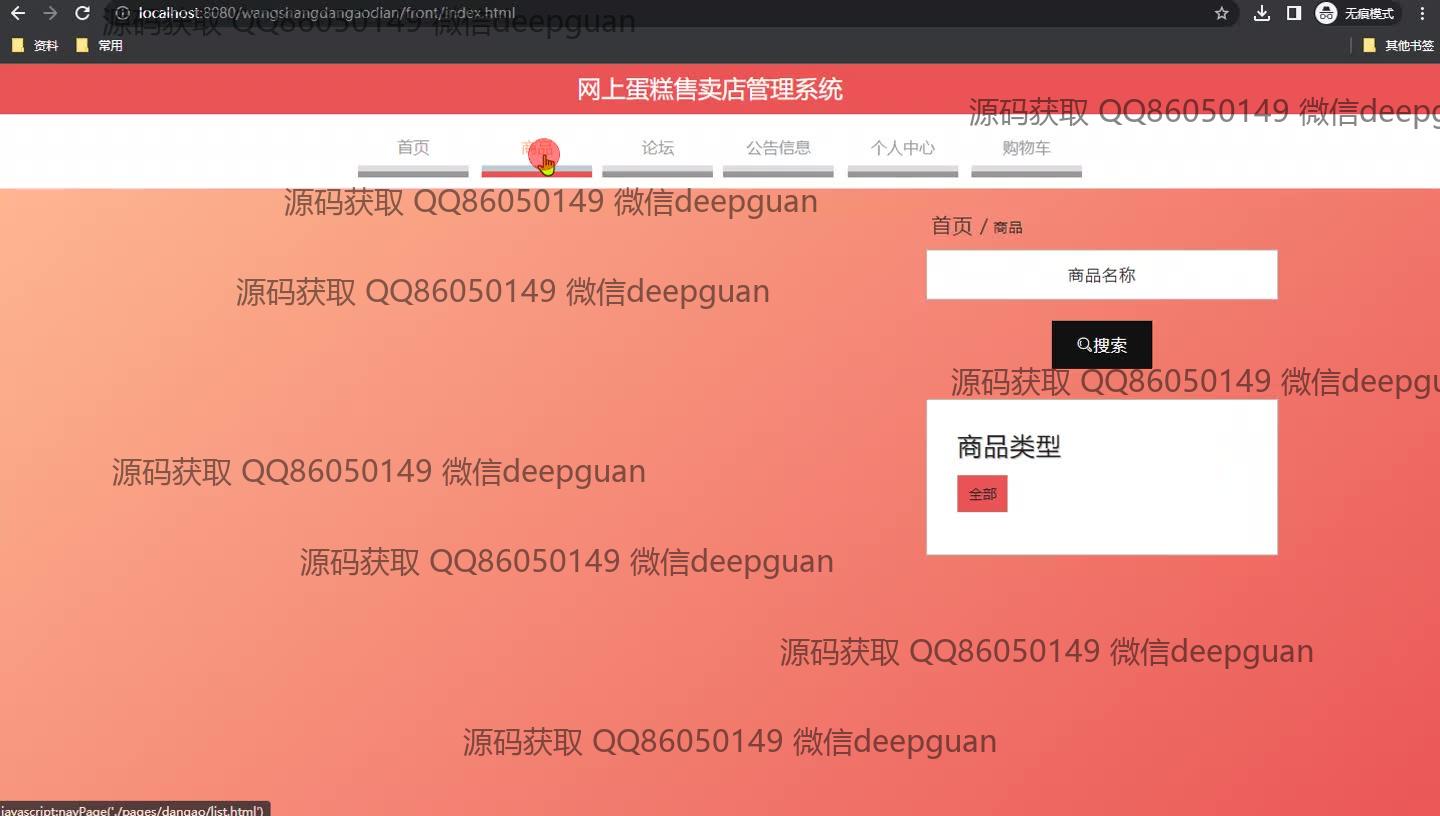 localhost:8080/wangshangdangaodian/front/index.html
无痕模式
源码获取 QQ86050149 微信deepguan
资料
常用
其他书签
网上蛋糕售卖店管理系统
源码获取 QQ86050149 微信deepg
首页
商品
论坛
公告信息
个人中心
购物车
源码获取 QQ86050149 微信deepguan
首页 / 商品
商品名称
源码获取 QQ86050149 微信deepguan
搜索
源码获取 QQ86050149 微信deepgu
商品类型
源码获取 QQ86050149 微信deepguan
全部
源码获取 QQ86050149 微信deepguan
源码获取 QQ86050149 微信deepguan
源码获取 QQ86050149 微信deepguan
javascript:navPage('./pages/dangao/list.html')